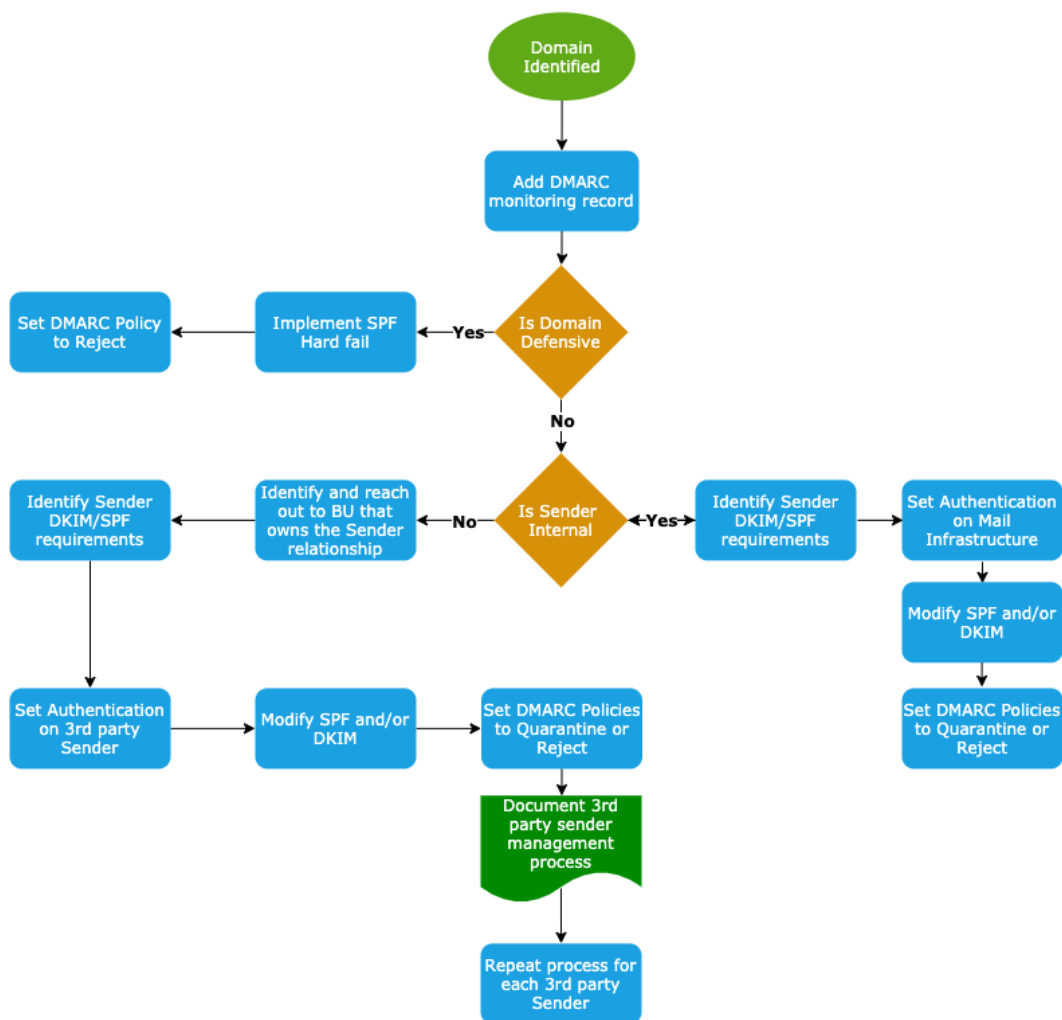 Domain
Identified
Add DMARC
monitoring record
Set DMARC Policy
to Reject
Implement SPF
Hard fail
Yes
Is Domain
Defensive
No
Identify Sender
DKIM/SPF
requirements
Identify and reach
out to BU that
owns the Sender
relationship
No
Is Sender
Internal
Yes
Identify Sender
DKIM/SPF
requirements
Set Authentication
on Mail
Infrastructure
Modify SPF and/or
DKIM
Set Authentication
on 3rd party
Sender
Modify SPF and/or
DKIM
Set DMARC Policies
to Quarantine or
Reject
Set DMARC Policies
to Quarantine or
Reject
Document 3rd
party sender
management
process
Repeat process for
each 3rd party
Sender